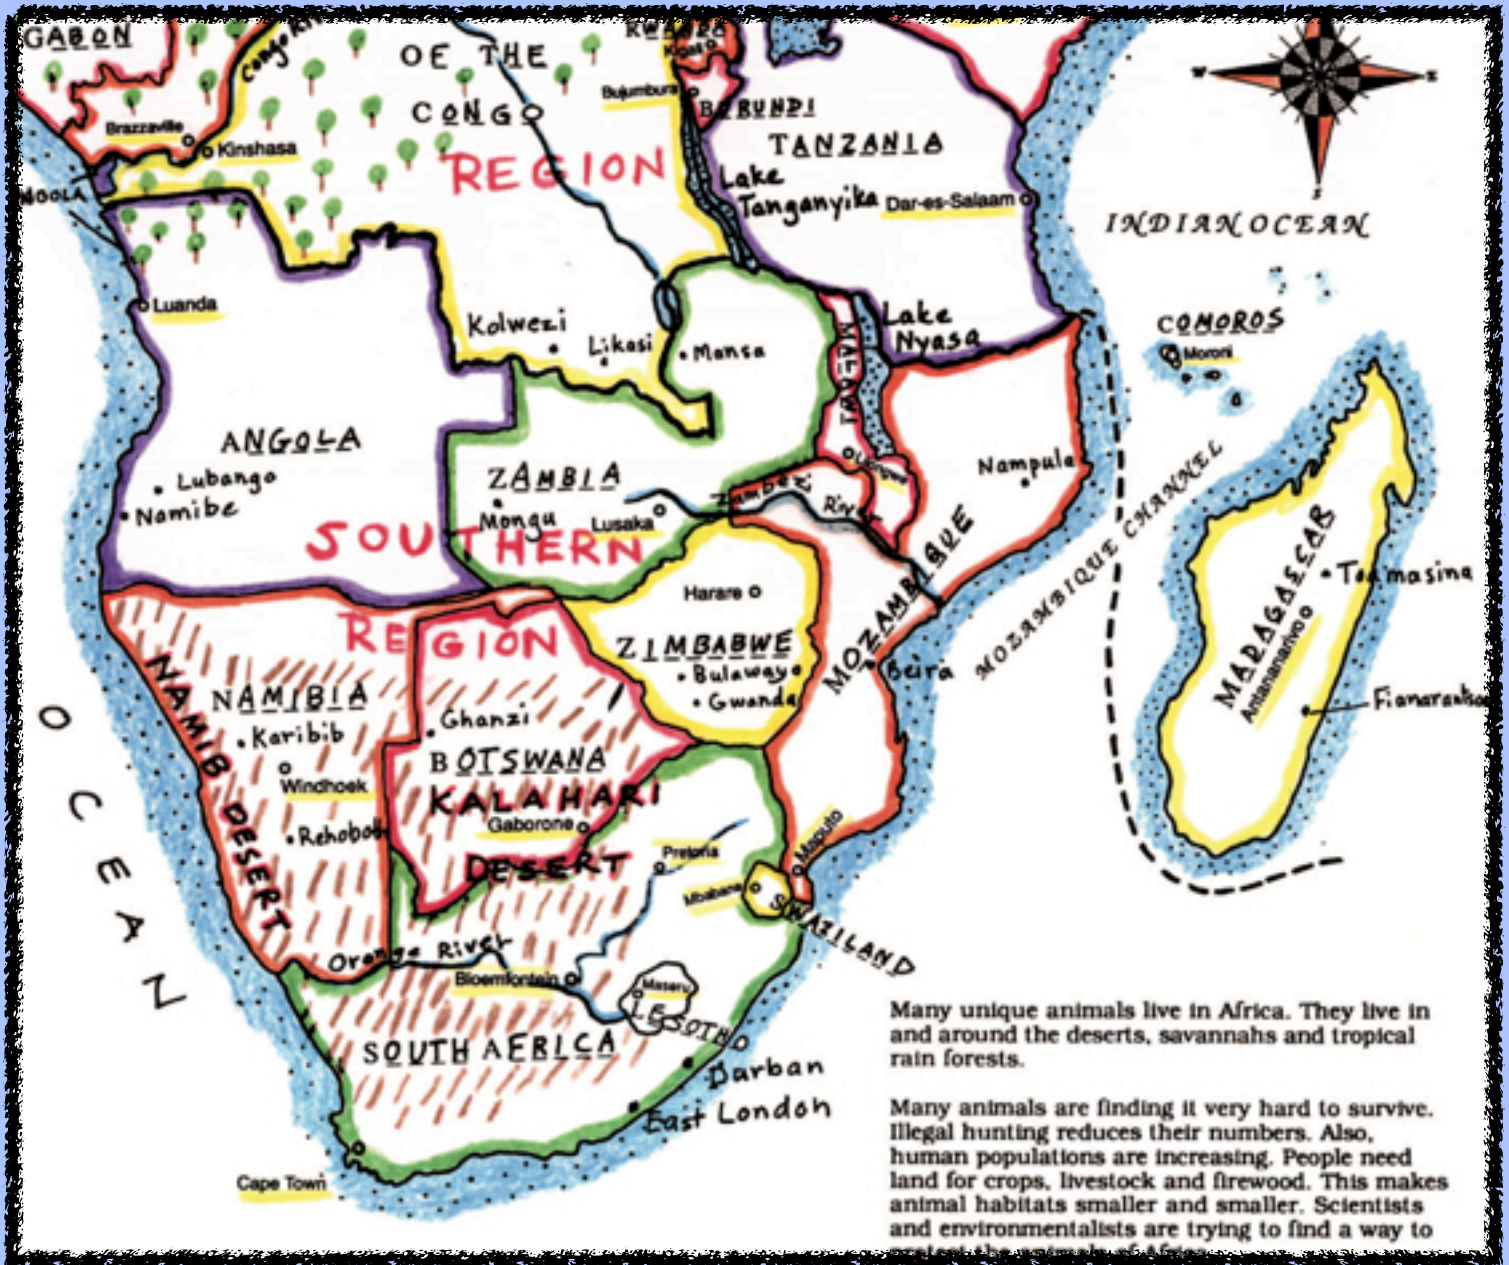 GABON
Congo
OF THE
CONGO
REGION
Bujumbura
BURUNDI
TANZANIA
Brazzaville
Kinshasa
Lake
Tanganyika
Dar-es-Salaam
W
E
S
INDIAN OCEAN
Luanda
Kolwezi
Likasi
Mansa
MALAWI
Lake
Nyasa
COMOROS
Moroni
ANGOLA
Lubango
Namibe
ZAMBIA
Mongu
Lusaka
Zambezi River
Nampula
SOUTHERN
REGION
MOZAMBIQUE
MOZAMBIQUE CHANNEL
MADAGASCAR
Antananarivo
Toamasina
Harare
ZIMBABWE
Bulawayo
Gwanda
Beira
NAMIB DESERT
NAMIBIA
Karibib
Windhoek
Rehobot
Ghanzi
BOTSWANA
KALAHARI
Gaborone
DESERT
OCEAN
Pretoria
Maputo
Mbabane
SWAZILAND
Orange River
Bloemfontein
Maseru
LESOTHO
SOUTH AFRICA
Durban
East London
Cape Town
Many unique animals live in Africa. They live in
and around the deserts, savannahs and tropical
rain forests.
Many animals are finding it very hard to survive.
Illegal hunting reduces their numbers. Also,
human populations are increasing. People need
land for crops, livestock and firewood. This makes
animal habitats smaller and smaller. Scientists
and environmentalists are trying to find a way to